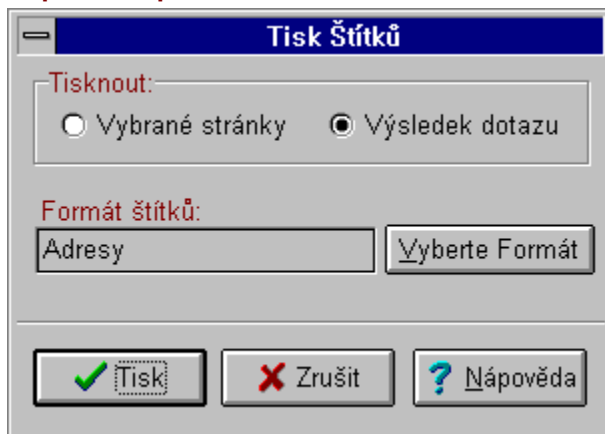 Tisk Štítků
Tisknout:
Vybrané stránky Výsledek dotazu
Formát štítků:
Adresy Vyberte Formát
Tisk Zrušit Nápověda